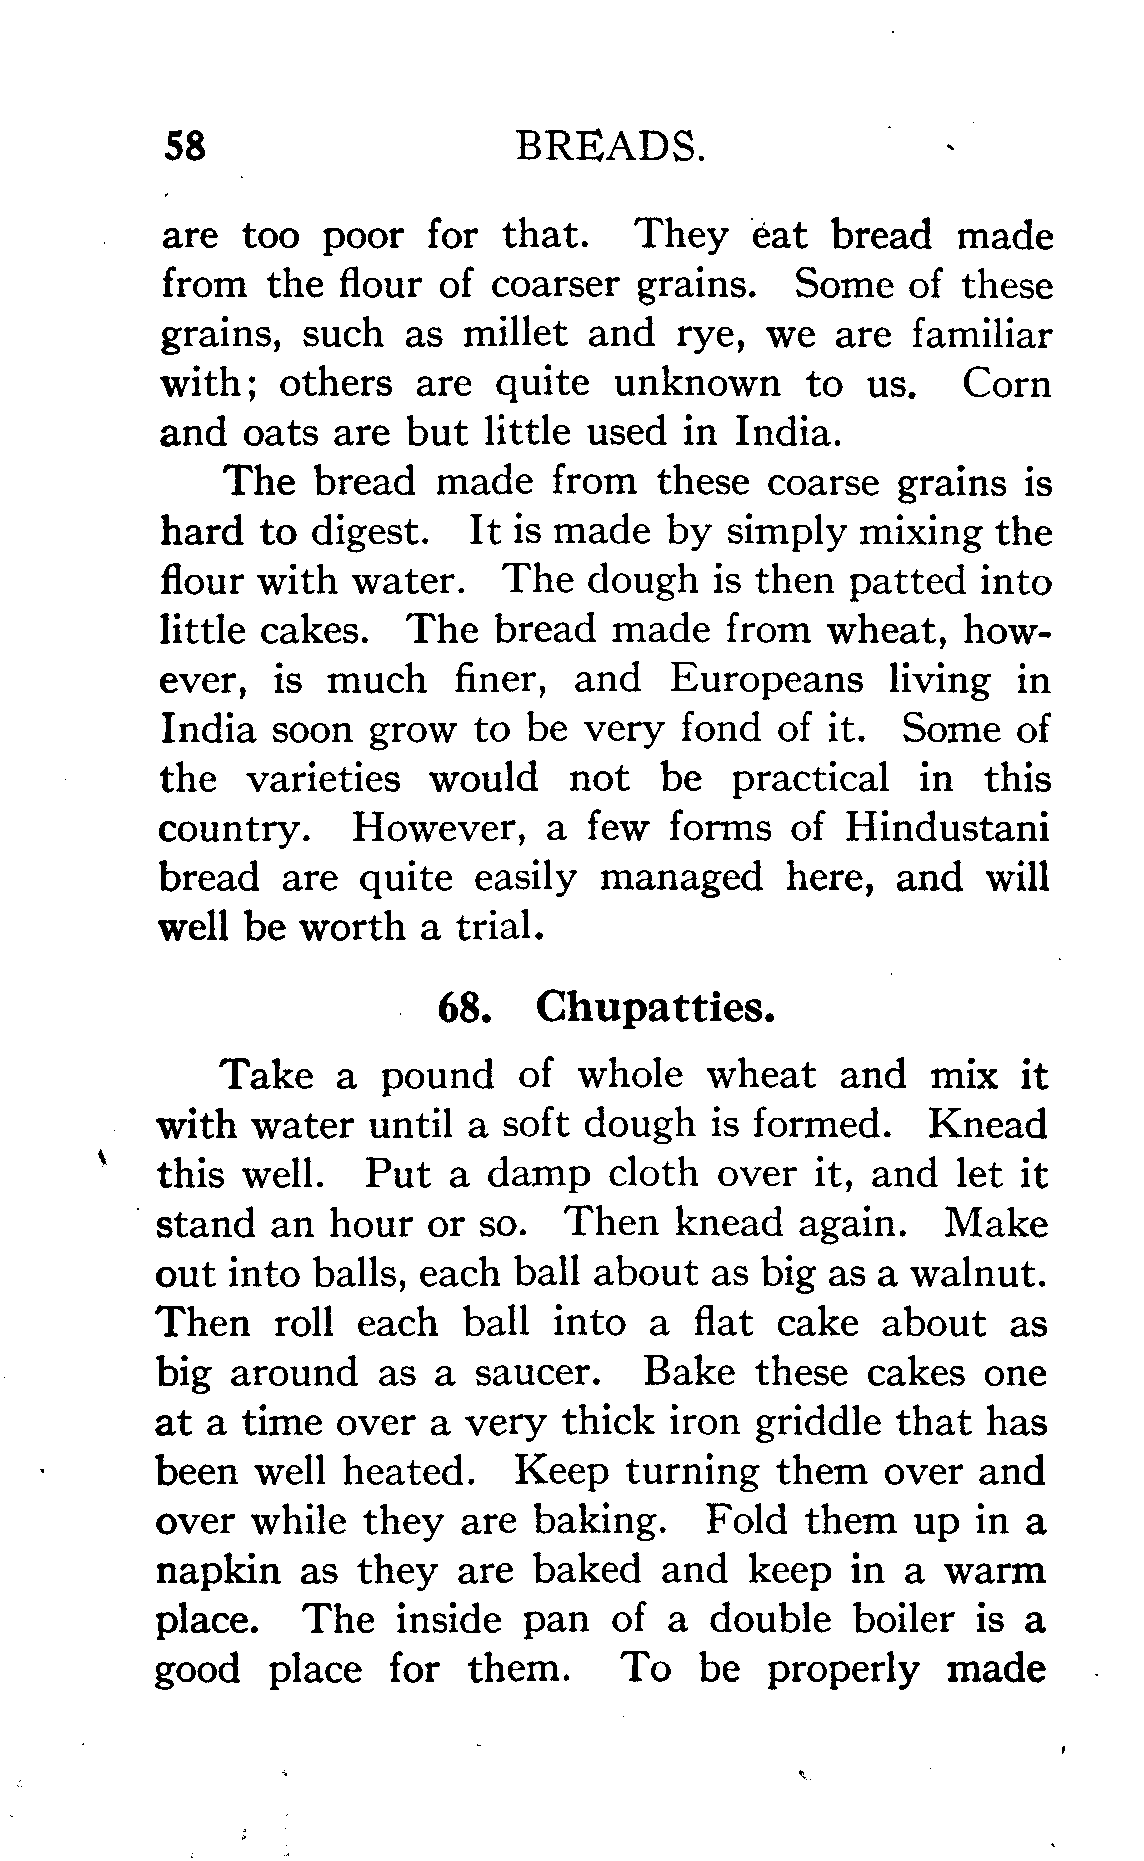 58 BREADS.
are too poor for that. They eat bread made
from the flour of coarser grains. Some of these
grains, such as millet and rye, we are familiar
with; others are quite unknown to us. Corn
and oats are but little used in India.
The bread made from these coarse grains is
hard to digest. It is made by simply mixing the
flour with water. The dough is then patted into
little cakes. The bread made from wheat, how-
ever, is much finer, and Europeans living in
India soon grow to be very fond of it. Some of
the varieties would not be practical in this
country. However, a few forms of Hindustani
bread are quite easily managed here, and will
well be worth a trial.
68. Chupatties.
Take a pound of whole wheat and mix it
with water until a soft dough is formed. Knead
this well. Put a damp cloth over it, and let it
stand an hour or so. Then knead again. Make
out into balls, each ball about as big as a walnut.
Then roll each ball into a flat cake about as
big around as a saucer. Bake these cakes one
at a time over a very thick iron griddle that has
been well heated. Keep turning them over and
over while they are baking. Fold them up in a
napkin as they are baked and keep in a warm
place. The inside pan of a double boiler is a
good place for them. To be properly made